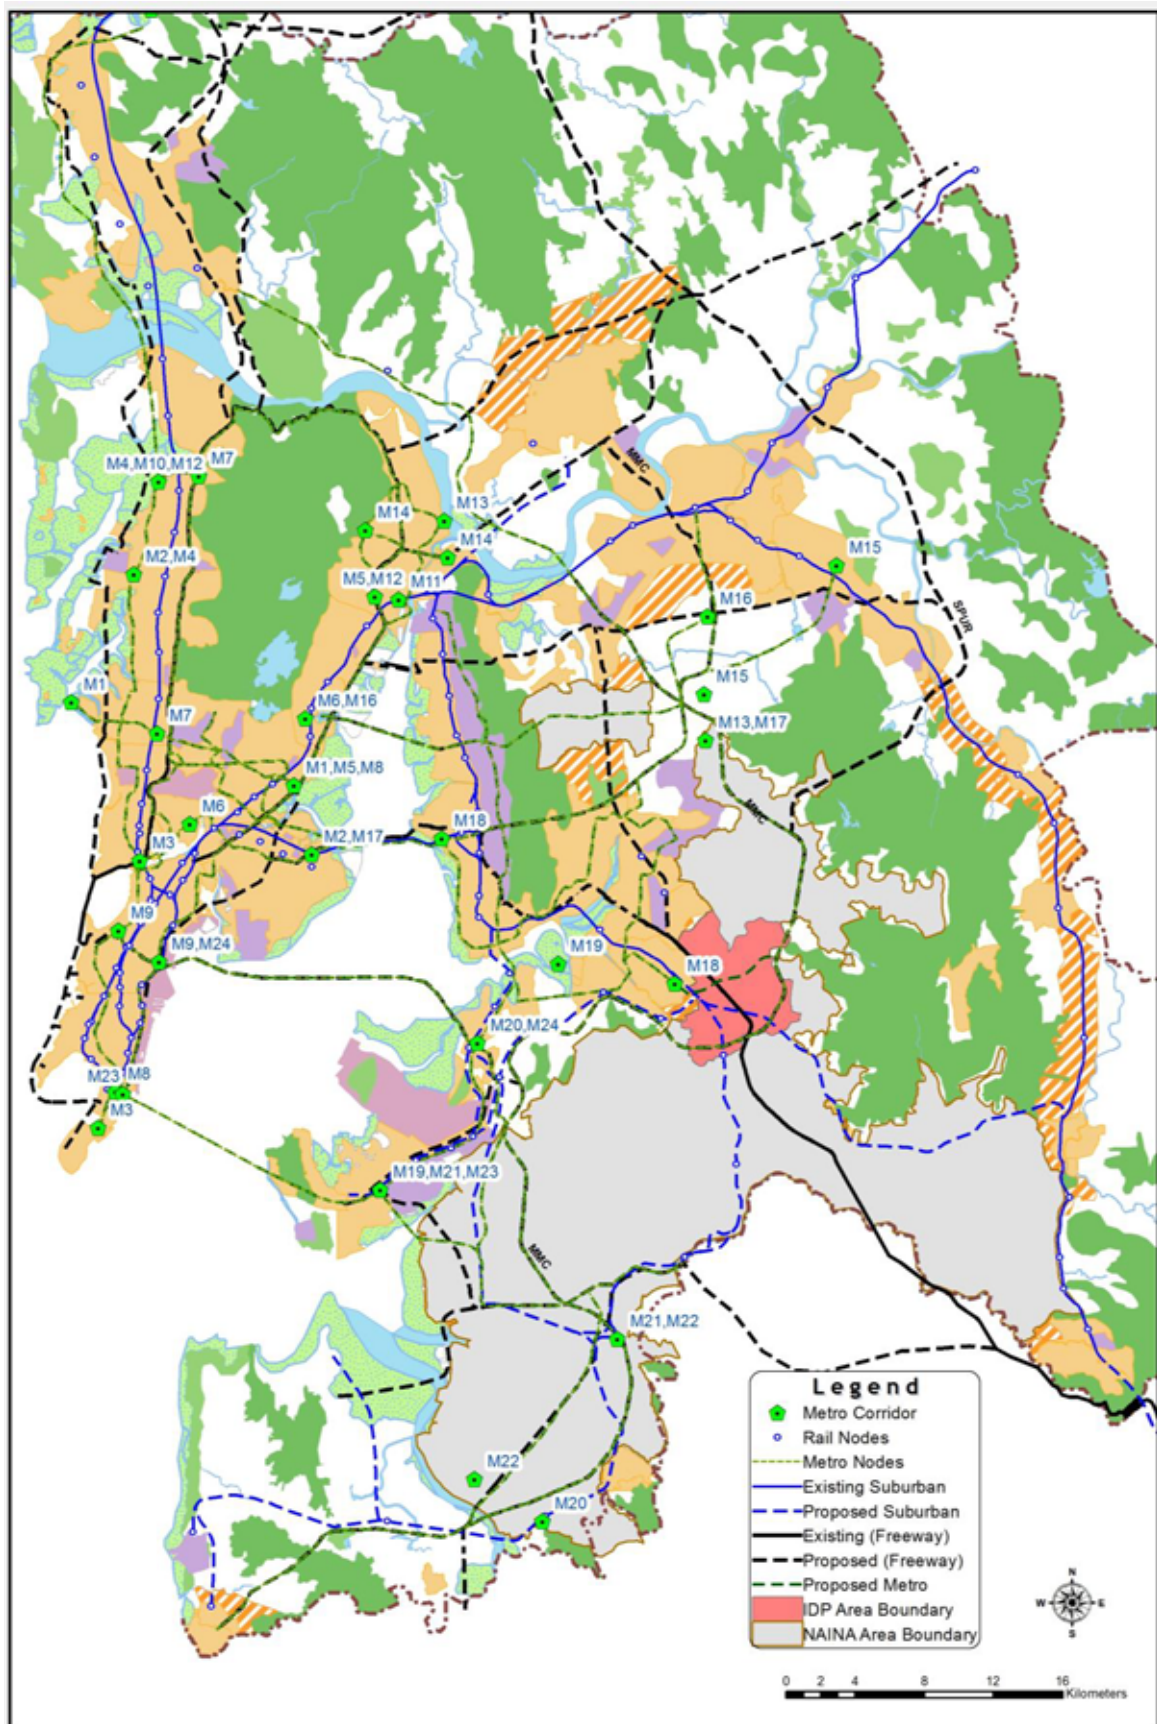 MMC
M4,M10,M12
M7
M13
M14
M14
M2,M4
M5,M12
M11
M15
M16
SPUR
M1
M15
M7
M6,M16
M13,M17
M1,M5,M8
M6
MMC
M2,M17
M18
M3
M9
M9,M24
M19
M18
M20,M24
M23
M8
M3
M19,M21,M23
MMC
M21,M22
M22
M20
Legend
Metro Corridor
Rail Nodes
Metro Nodes
Existing Suburban
Proposed Suburban
Existing (Freeway)
Proposed (Freeway)
Proposed Metro
IDP Area Boundary
NAINA Area Boundary
N
W
E
S
0 2 4 8 12 16
Kilometers